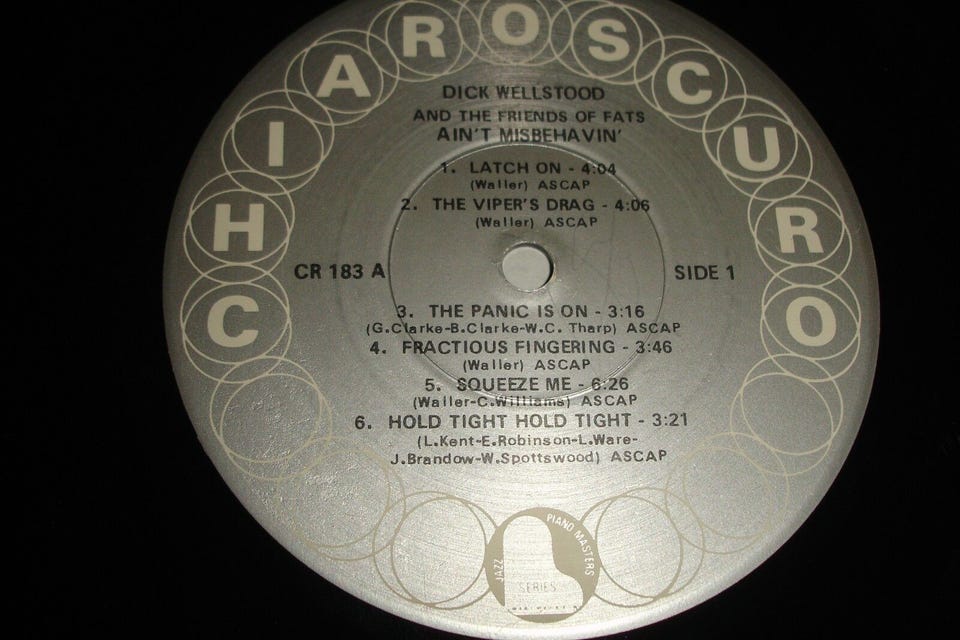 CHIAROSCURO
DICK WELLSTOOD
AND THE FRIENDS OF FATS
AIN'T MISBEHAVIN'
1. LATCH ON - 4:04
(Waller) ASCAP
2. THE VIPER'S DRAG - 4:06
(Waller) ASCAP
CR 183 A
SIDE 1
3. THE PANIC IS ON - 3:16
(G.Clarke-B.Clarke-W.C. Tharp) ASCAP
4. FRACTIOUS FINGERING - 3:46
(Waller) ASCAP
5. SQUEEZE ME - 6:26
(Waller-C.Williams) ASCAP
6. HOLD TIGHT HOLD TIGHT - 3:21
(L.Kent-E.Robinson-L.Ware-
J.Brandow-W.Spottswood) ASCAP
JAZZ PIANO MASTERS
SERIES